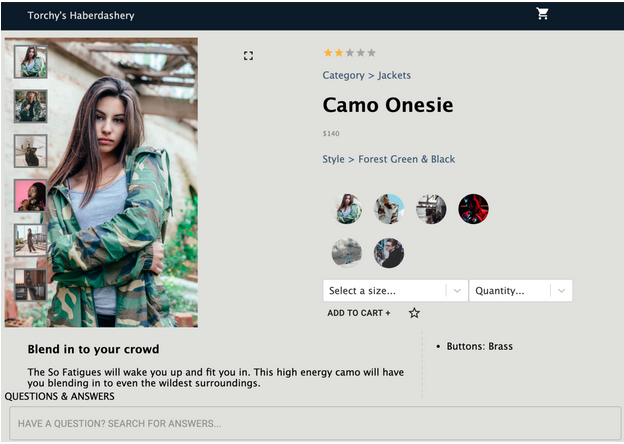 Torchy's Haberdashery
Category > Jackets
Camo Onesie
$140
Style > Forest Green & Black
Select a size...
Quantity...
ADD TO CART +
Blend in to your crowd
The So Fatigues will wake you up and fit you in. This high energy camo will have
you blending in to even the wildest surroundings.
• Buttons: Brass
QUESTIONS & ANSWERS
HAVE A QUESTION? SEARCH FOR ANSWERS...